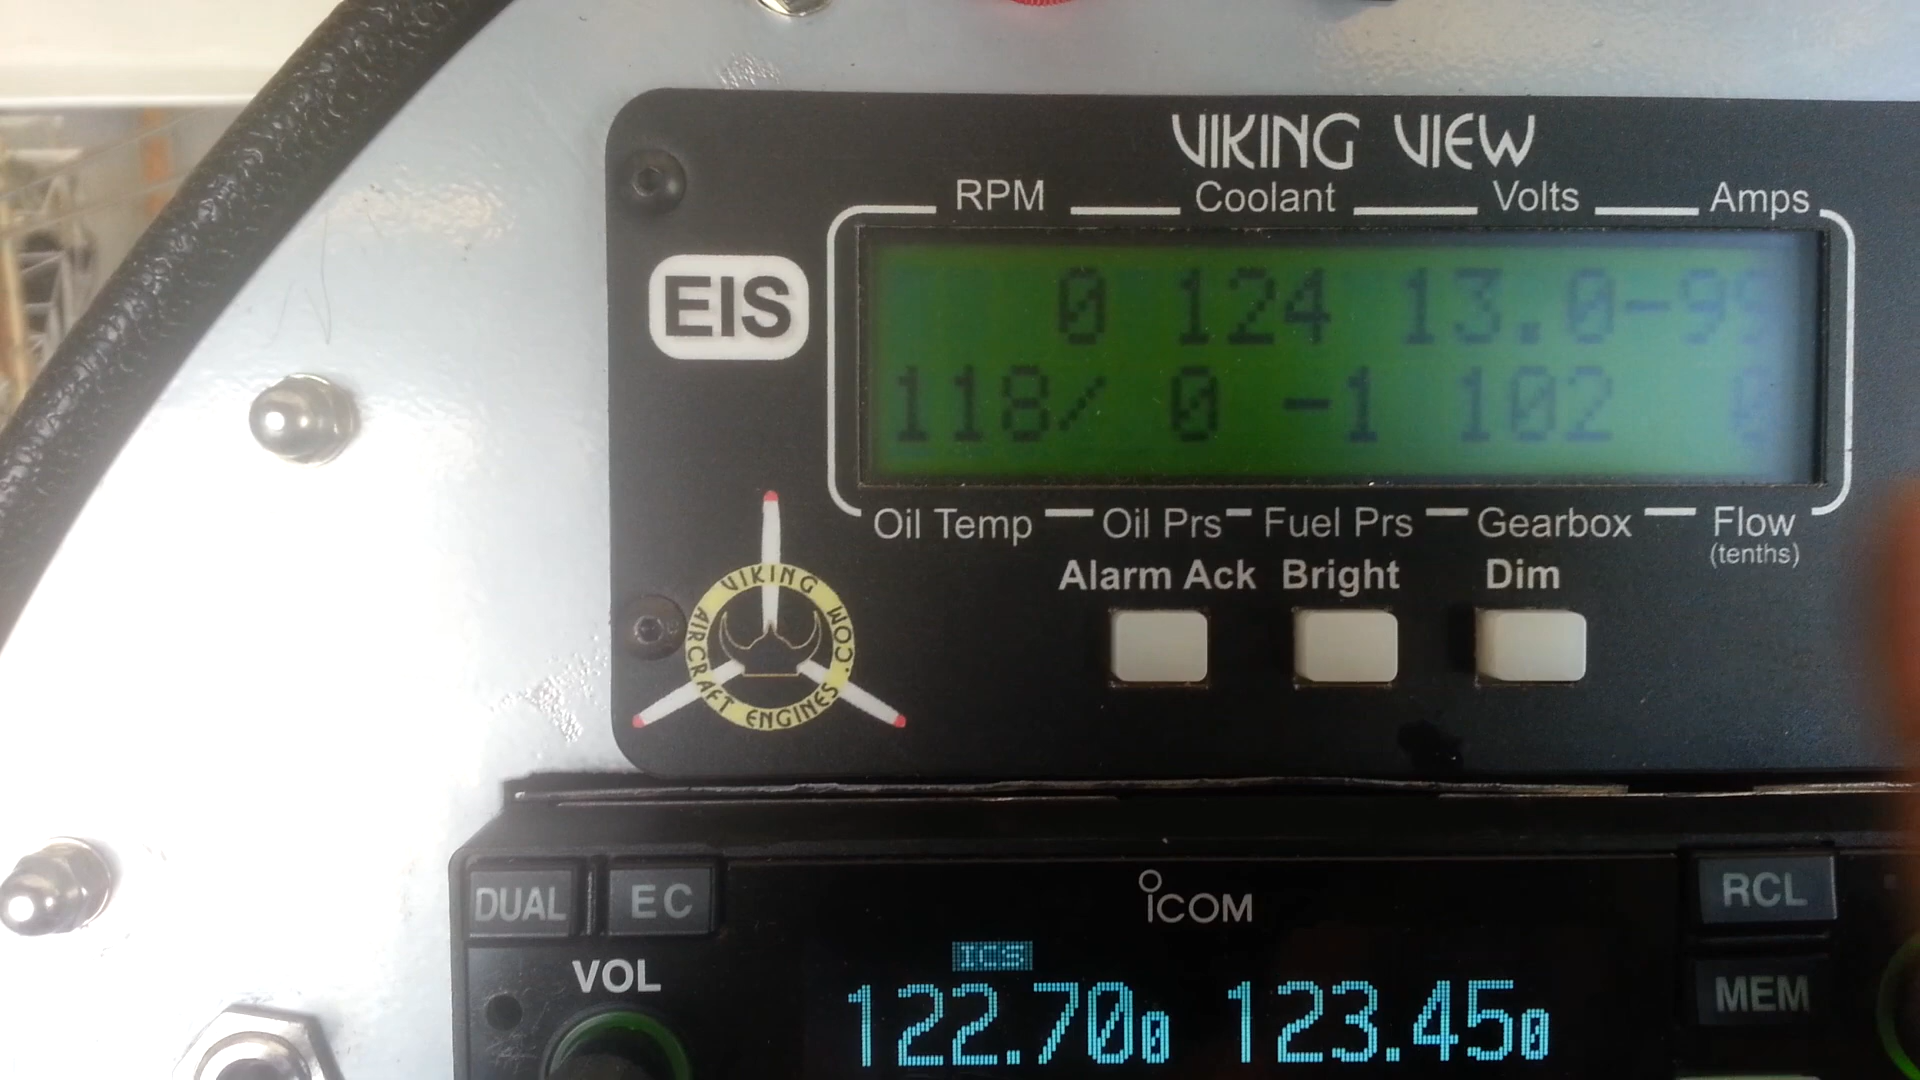 VIKING VIEW
RPM Coolant Volts Amps
EIS
0 124 13.0-99
118/ 0 -1 102 0
Oil Temp Oil Prs Fuel Prs Gearbox Flow
(tenths)
Alarm Ack Bright Dim
VIKING AIRCRAFT ENGINES.COM
DUAL EC ICOM RCL
ICS
VOL
MEM
122.700 123.450